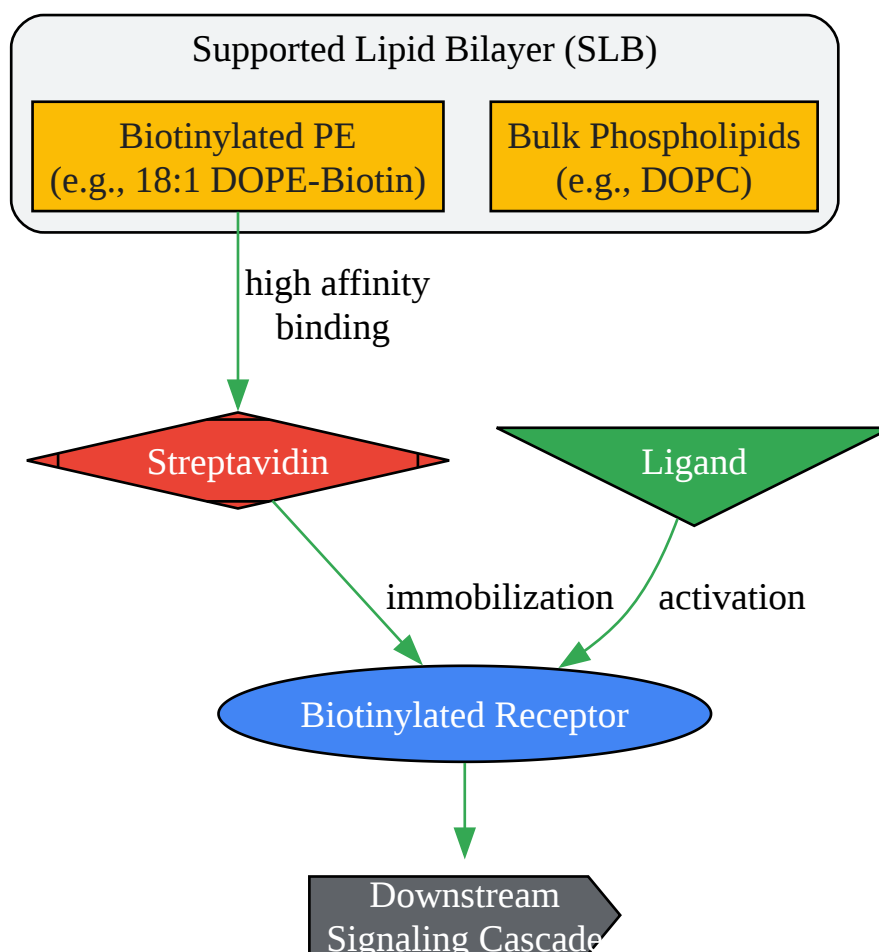 Supported Lipid Bilayer (SLB)
Biotinylated PE
(e.g., 18:1 DOPE-Biotin)
Bulk Phospholipids
(e.g., DOPC)
high affinity
binding
Streptavidin
Ligand
immobilization
activation
Biotinylated Receptor
Downstream
Signaling Cascade